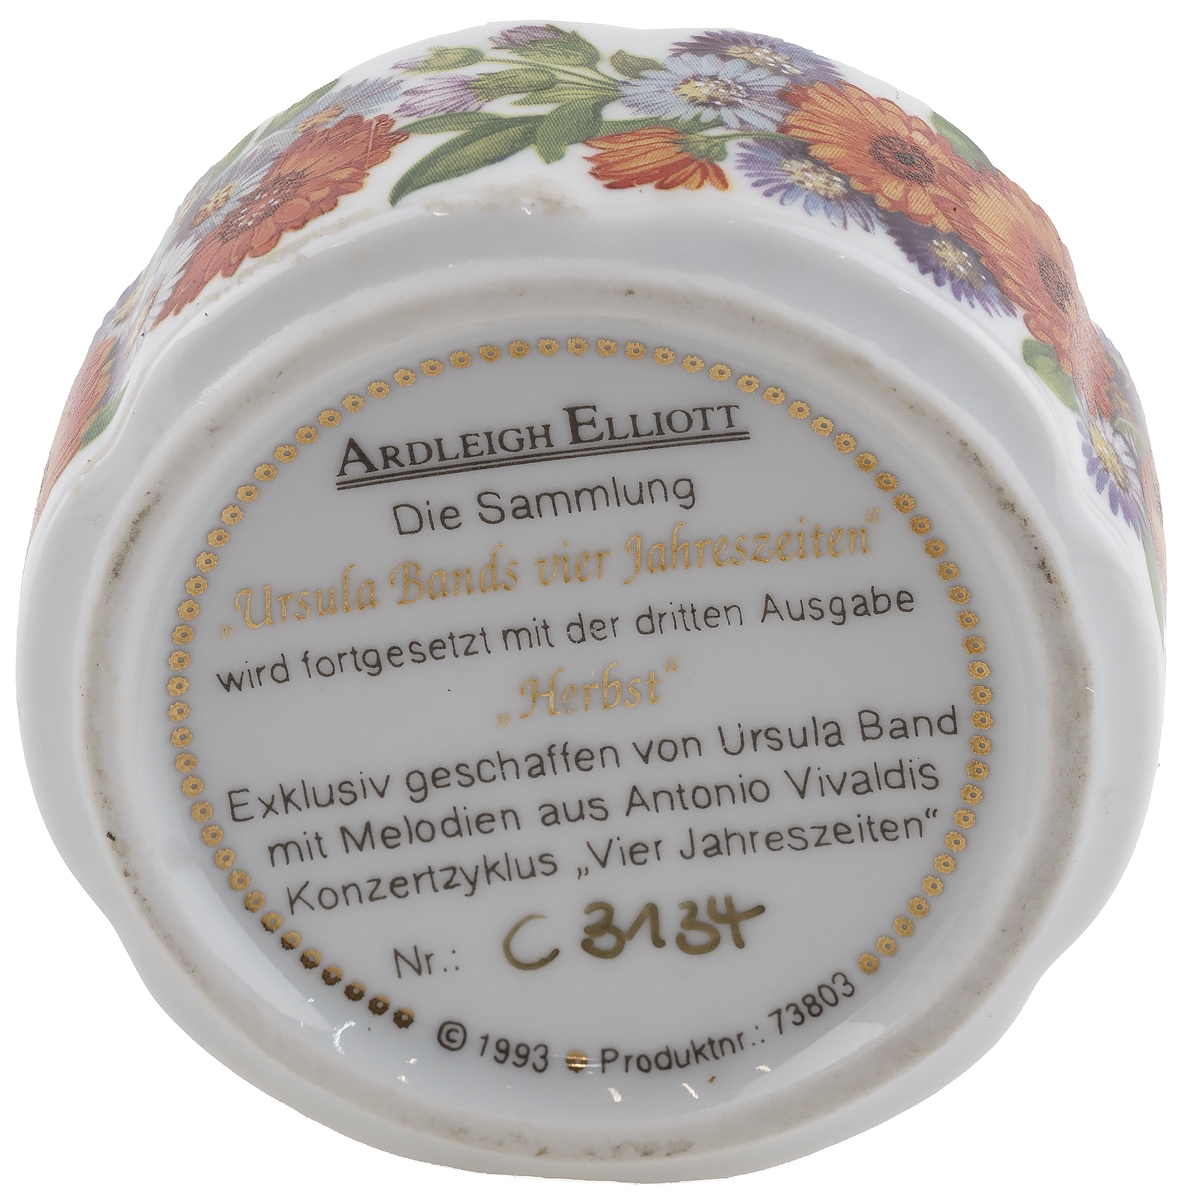 ARDLEIGH ELLIOTT
Die Sammlung
„Ursula Bands vier Jahreszeiten“
wird fortgesetzt mit der dritten Ausgabe
„Herbst“
Exklusiv geschaffen von Ursula Band
mit Melodien aus Antonio Vivaldis
Konzertzyklus „Vier Jahreszeiten“
Nr.: C 3134
© 1993 Produktnr.: 73803